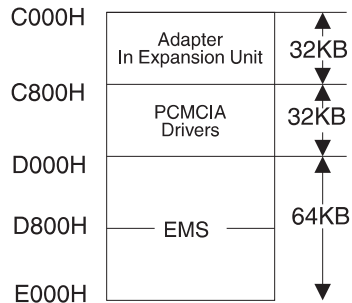 C000H
Adapter
In Expansion Unit
32KB
C800H
PCMCIA
Drivers
32KB
D000H
64KB
D800H
EMS
E000H